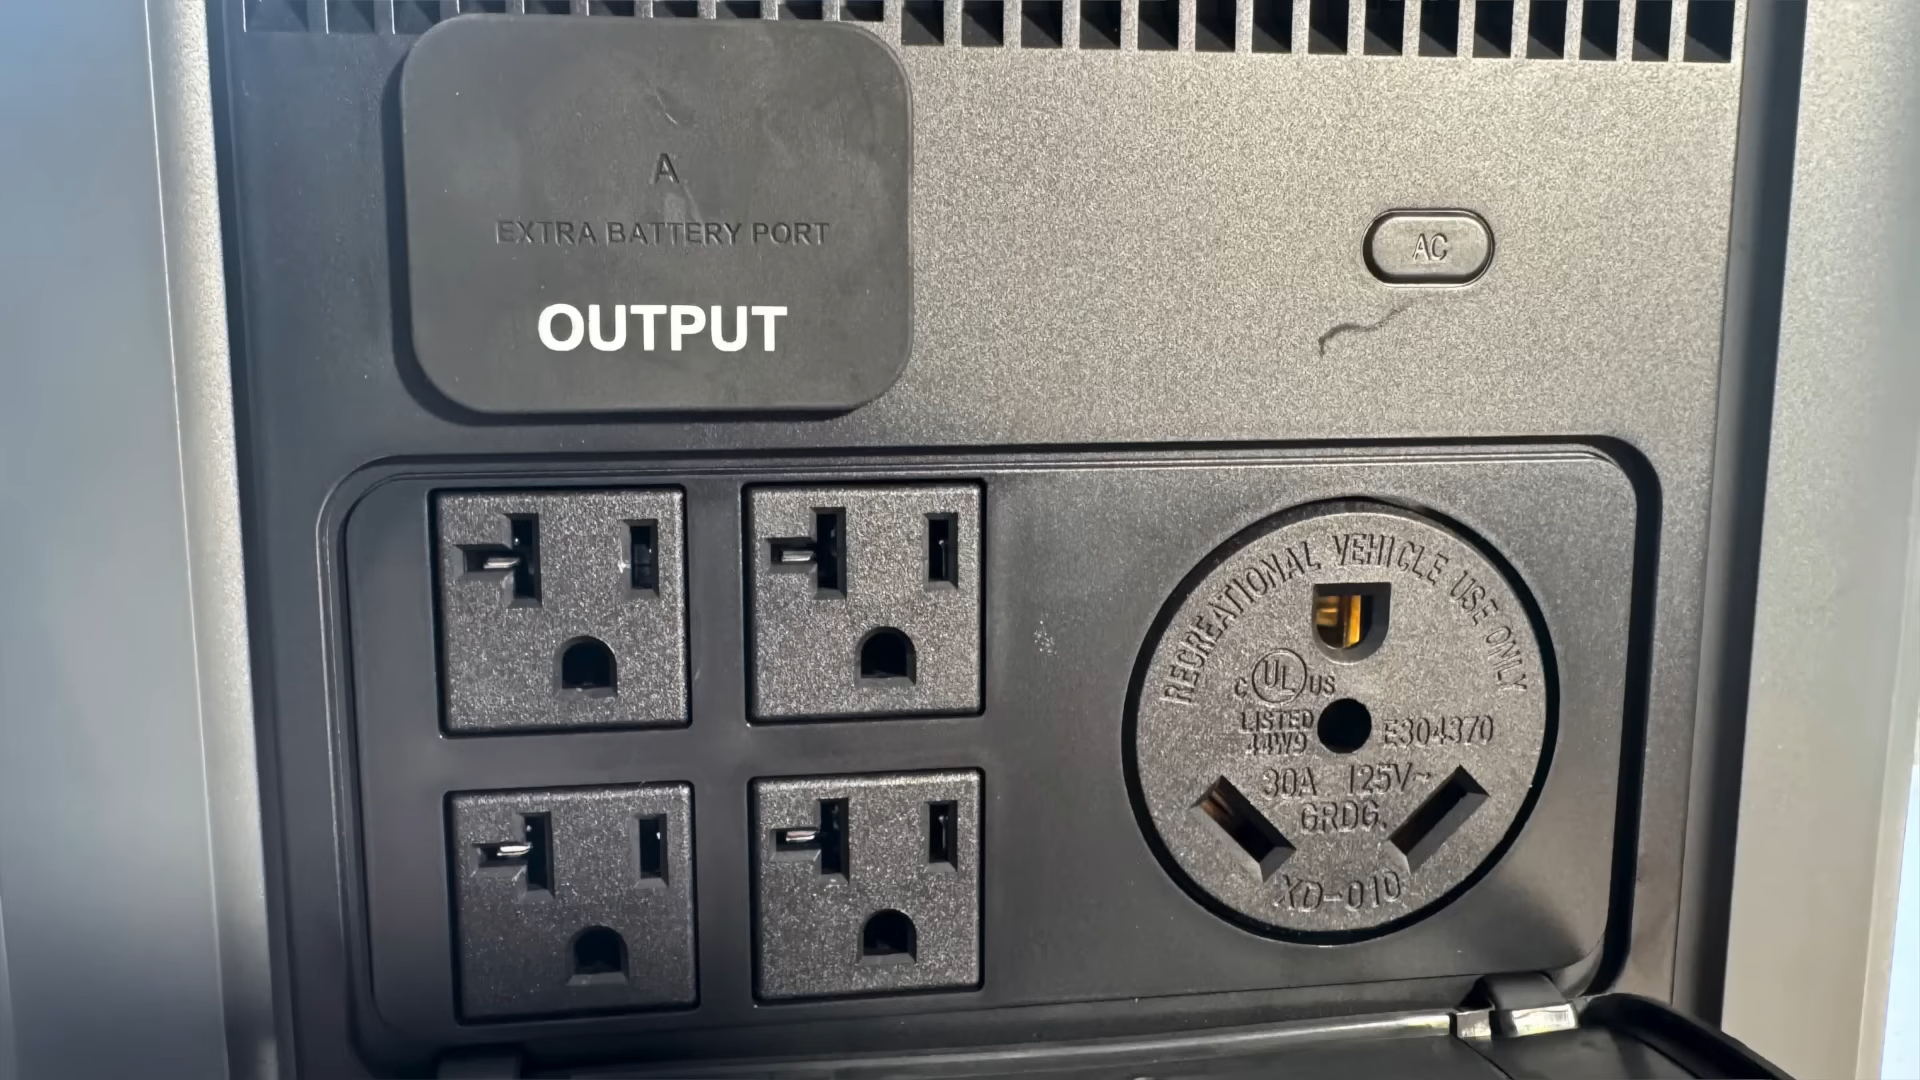 A
EXTRA BATTERY PORT
OUTPUT
AC
RECREATIONAL VEHICLE USE ONLY
C UL US
LISTED
44W9
E304370
30A 125V~
GRDG.
XD-010